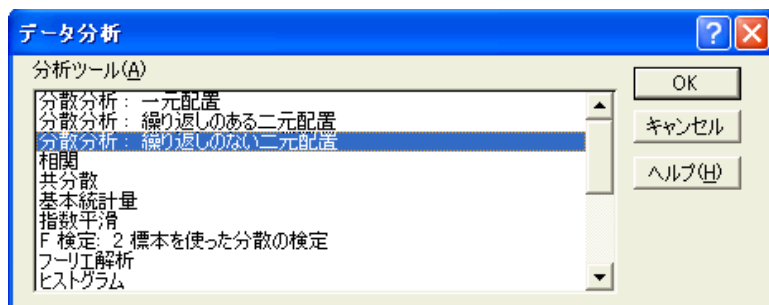 データ分析
分析ツール(A)
分散分析： 一元配置
分散分析： 繰り返しのある二元配置
分散分析： 繰り返しのない二元配置
相関
共分散
基本統計量
指数平滑
F 検定: 2 標本を使った分散の検定
フーリエ解析
ヒストグラム
OK
キャンセル
ヘルプ(H)